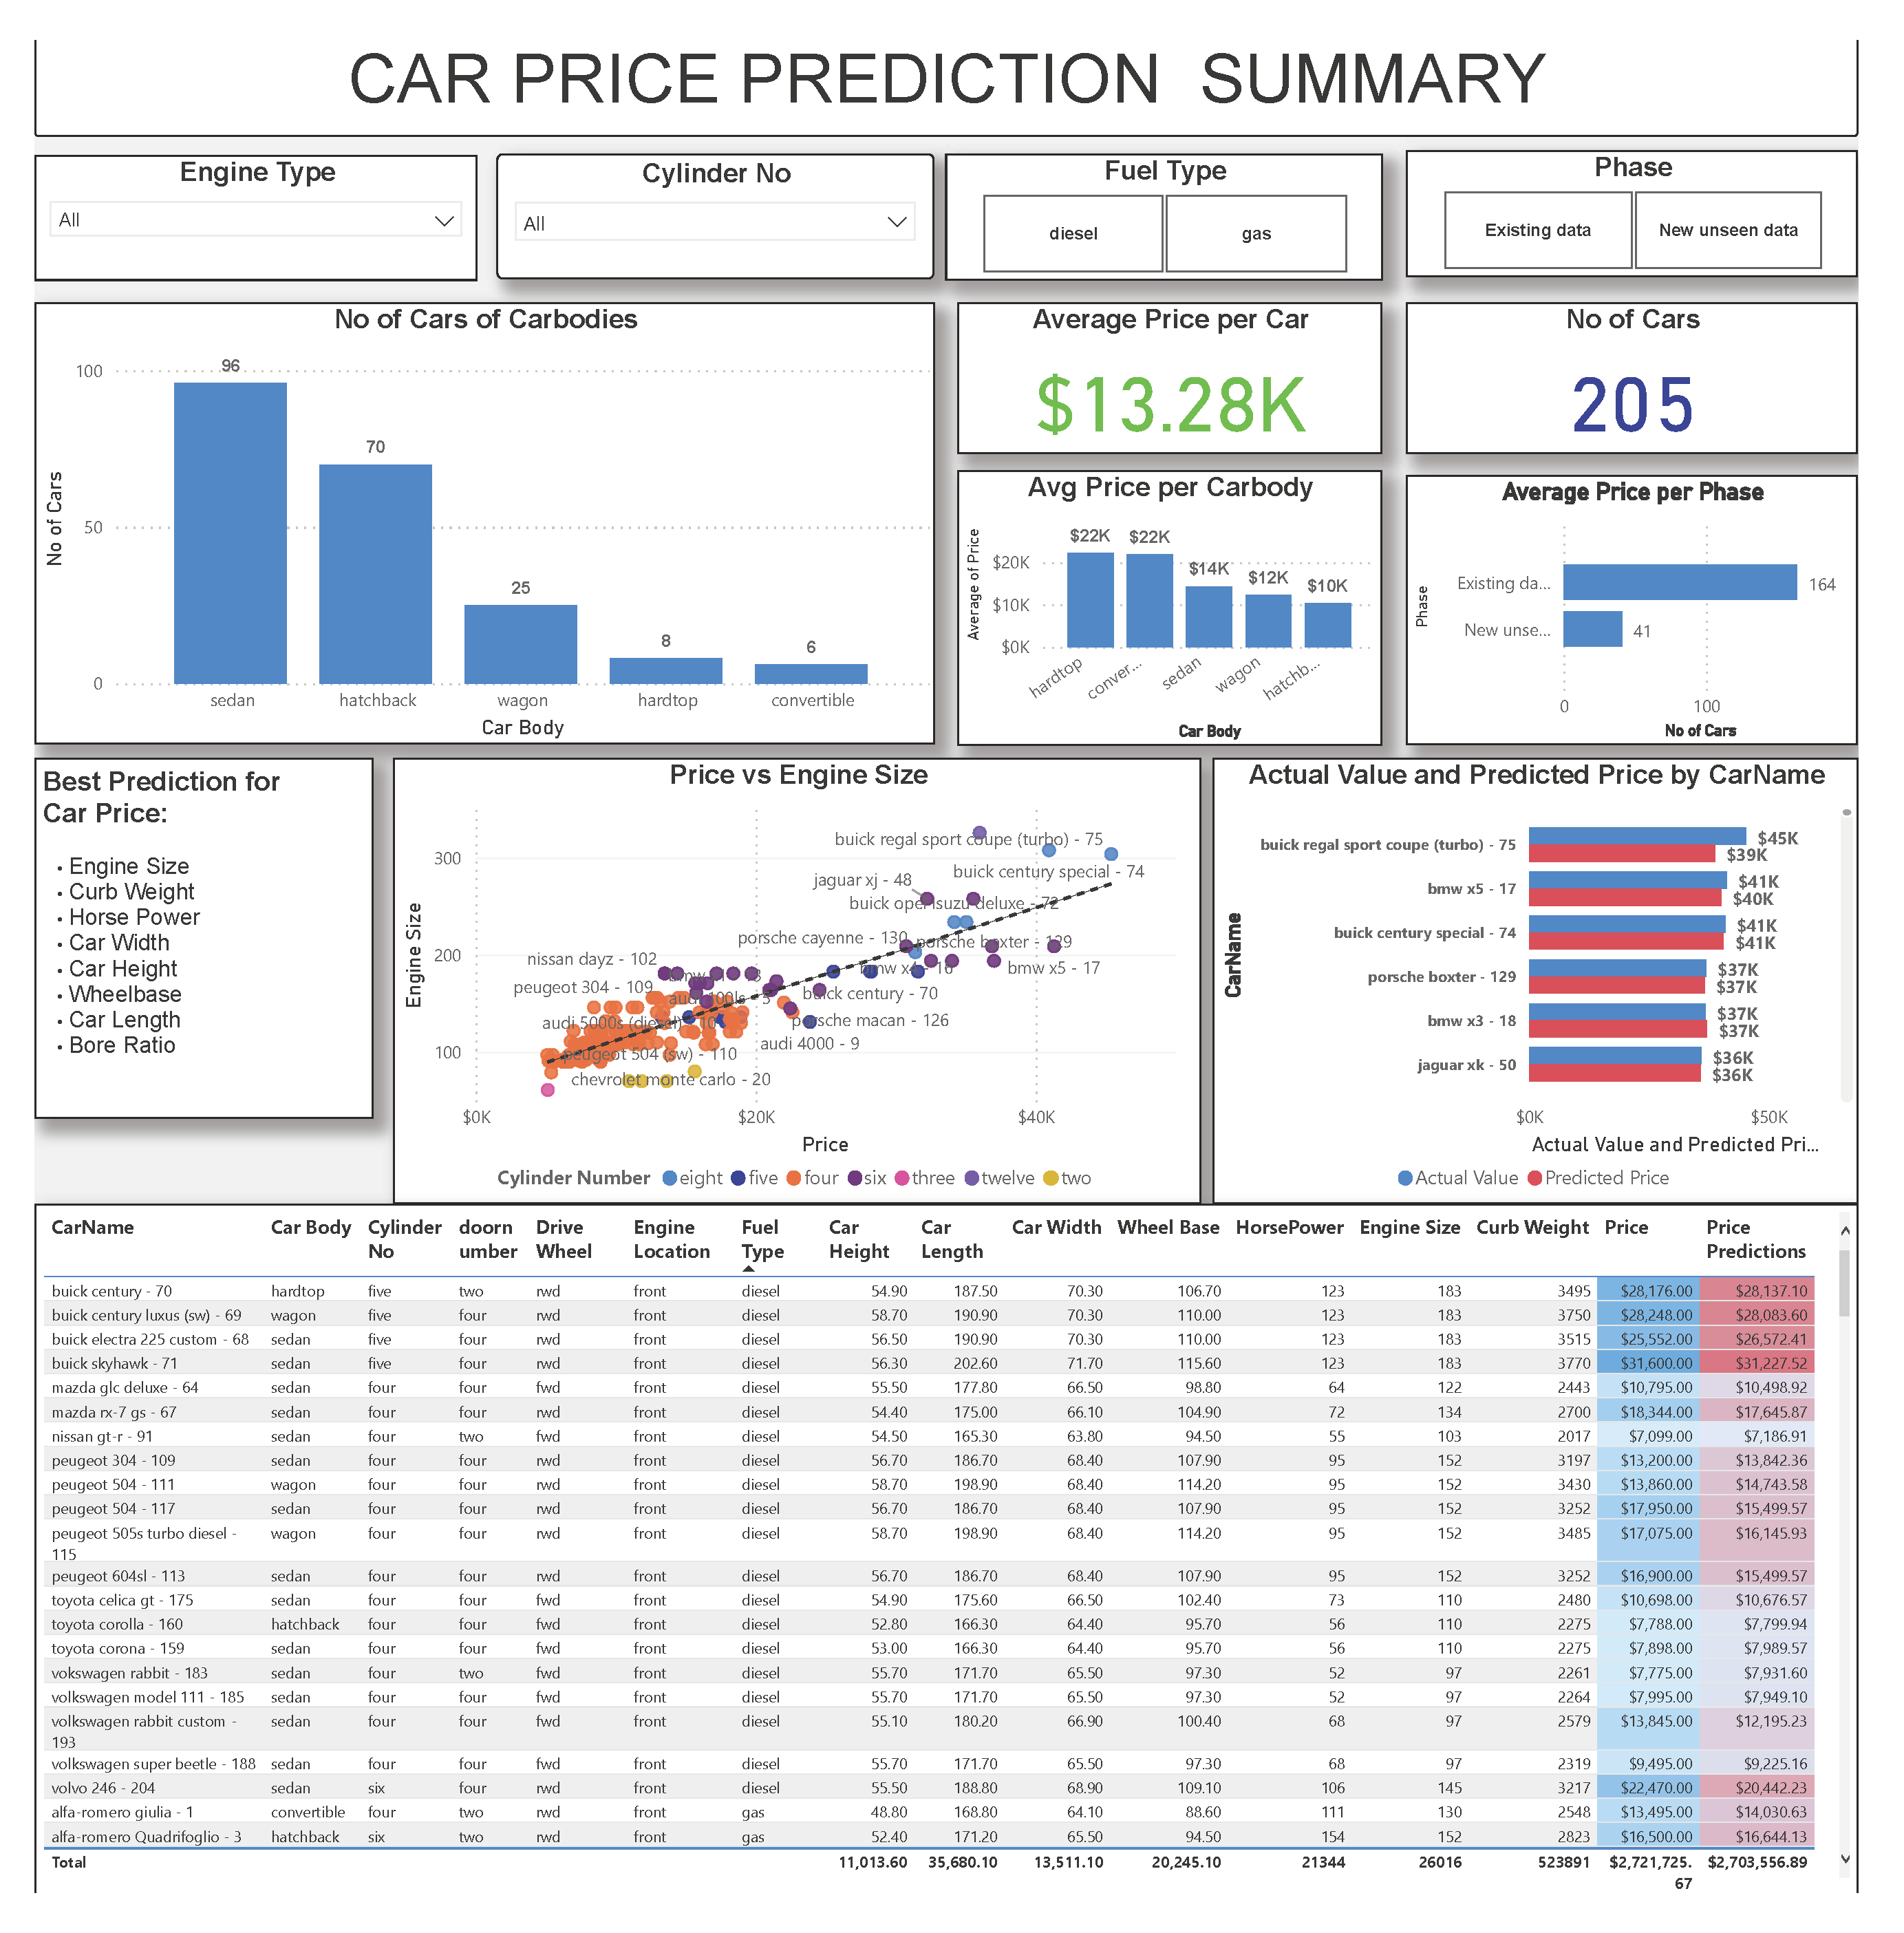 CAR PRICE PREDICTION SUMMARY
Engine Type
All
Cylinder No
All
Fuel Type
diesel
gas
Phase
Existing data
New unseen data
No of Cars of Carbodies
No of Cars
100
50
0
96
70
25
8
6
sedan
hatchback
wagon
hardtop
convertible
Car Body
Average Price per Car
$13.28K
No of Cars
205
Avg Price per Carbody
Average of Price
$20K
$10K
$0K
$22K
$22K
$14K
$12K
$10K
hardtop
conver...
sedan
wagon
hatchb...
Car Body
Average Price per Phase
Phase
Existing da...
164
New unse...
41
0
100
No of Cars
Best Prediction for
Car Price:
• Engine Size
• Curb Weight
• Horse Power
• Car Width
• Car Height
• Wheelbase
• Car Length
• Bore Ratio
Price vs Engine Size
Engine Size
300
200
100
buick regal sport coupe (turbo) - 75
buick century special - 74
jaguar xj - 48
buick opel isuzu deluxe - 72
porsche cayenne - 130
porsche boxter - 129
nissan dayz - 102
bmw x4 - 16
bmw x5 - 17
peugeot 304 - 109
audi 100ls - 3
buick century - 70
audi 5000s (diesel) - 10
porsche macan - 126
audi 4000 - 9
peugeot 504 (sw) - 110
chevrolet monte carlo - 20
$0K
$20K
$40K
Price
Cylinder Number eight five four six three twelve two
Actual Value and Predicted Price by CarName
CarName
buick regal sport coupe (turbo) - 75
$45K
$39K
bmw x5 - 17
$41K
$40K
buick century special - 74
$41K
$41K
porsche boxter - 129
$37K
$37K
bmw x3 - 18
$37K
$37K
jaguar xk - 50
$36K
$36K
$0K
$50K
Actual Value and Predicted Pri...
Actual Value Predicted Price
CarName Car Body Cylinder No doornumber Drive Wheel Engine Location Fuel Type Car Height Car Length Car Width Wheel Base HorsePower Engine Size Curb Weight Price Price Predictions
buick century - 70 hardtop five two rwd front diesel 54.90 187.50 70.30 106.70 123 183 3495 $28,176.00 $28,137.10
buick century luxus (sw) - 69 wagon five four rwd front diesel 58.70 190.90 70.30 110.00 123 183 3750 $28,248.00 $28,083.60
buick electra 225 custom - 68 sedan five four rwd front diesel 56.50 190.90 70.30 110.00 123 183 3515 $25,552.00 $26,572.41
buick skyhawk - 71 sedan five four rwd front diesel 56.30 202.60 71.70 115.60 123 183 3770 $31,600.00 $31,227.52
mazda glc deluxe - 64 sedan four four fwd front diesel 55.50 177.80 66.50 98.80 64 122 2443 $10,795.00 $10,498.92
mazda rx-7 gs - 67 sedan four four rwd front diesel 54.40 175.00 66.10 104.90 72 134 2700 $18,344.00 $17,645.87
nissan gt-r - 91 sedan four two fwd front diesel 54.50 165.30 63.80 94.50 55 103 2017 $7,099.00 $7,186.91
peugeot 304 - 109 sedan four four rwd front diesel 56.70 186.70 68.40 107.90 95 152 3197 $13,200.00 $13,842.36
peugeot 504 - 111 wagon four four rwd front diesel 58.70 198.90 68.40 114.20 95 152 3430 $13,860.00 $14,743.58
peugeot 504 - 117 sedan four four rwd front diesel 56.70 186.70 68.40 107.90 95 152 3252 $17,950.00 $15,499.57
peugeot 505s turbo diesel - 115 wagon four four rwd front diesel 58.70 198.90 68.40 114.20 95 152 3485 $17,075.00 $16,145.93
peugeot 604sl - 113 sedan four four rwd front diesel 56.70 186.70 68.40 107.90 95 152 3252 $16,900.00 $15,499.57
toyota celica gt - 175 sedan four four fwd front diesel 54.90 175.60 66.50 102.40 73 110 2480 $10,698.00 $10,676.57
toyota corolla - 160 hatchback four four fwd front diesel 52.80 166.30 64.40 95.70 56 110 2275 $7,788.00 $7,799.94
toyota corona - 159 sedan four four fwd front diesel 53.00 166.30 64.40 95.70 56 110 2275 $7,898.00 $7,989.57
vokswagen rabbit - 183 sedan four two fwd front diesel 55.70 171.70 65.50 97.30 52 97 2261 $7,775.00 $7,931.60
volkswagen model 111 - 185 sedan four four fwd front diesel 55.70 171.70 65.50 97.30 52 97 2264 $7,995.00 $7,949.10
volkswagen rabbit custom - 193 sedan four four fwd front diesel 55.10 180.20 66.90 100.40 68 97 2579 $13,845.00 $12,195.23
volkswagen super beetle - 188 sedan four four fwd front diesel 55.70 171.70 65.50 97.30 68 97 2319 $9,495.00 $9,225.16
volvo 246 - 204 sedan six four rwd front diesel 55.50 188.80 68.90 109.10 106 145 3217 $22,470.00 $20,442.23
alfa-romero giulia - 1 convertible four two rwd front gas 48.80 168.80 64.10 88.60 111 130 2548 $13,495.00 $14,030.63
alfa-romero Quadrifoglio - 3 hatchback six two rwd front gas 52.40 171.20 65.50 94.50 154 152 2823 $16,500.00 $16,644.13
Total 11,013.60 35,680.10 13,511.10 20,245.10 21344 26016 523891 $2,721,725.67 $2,703,556.89